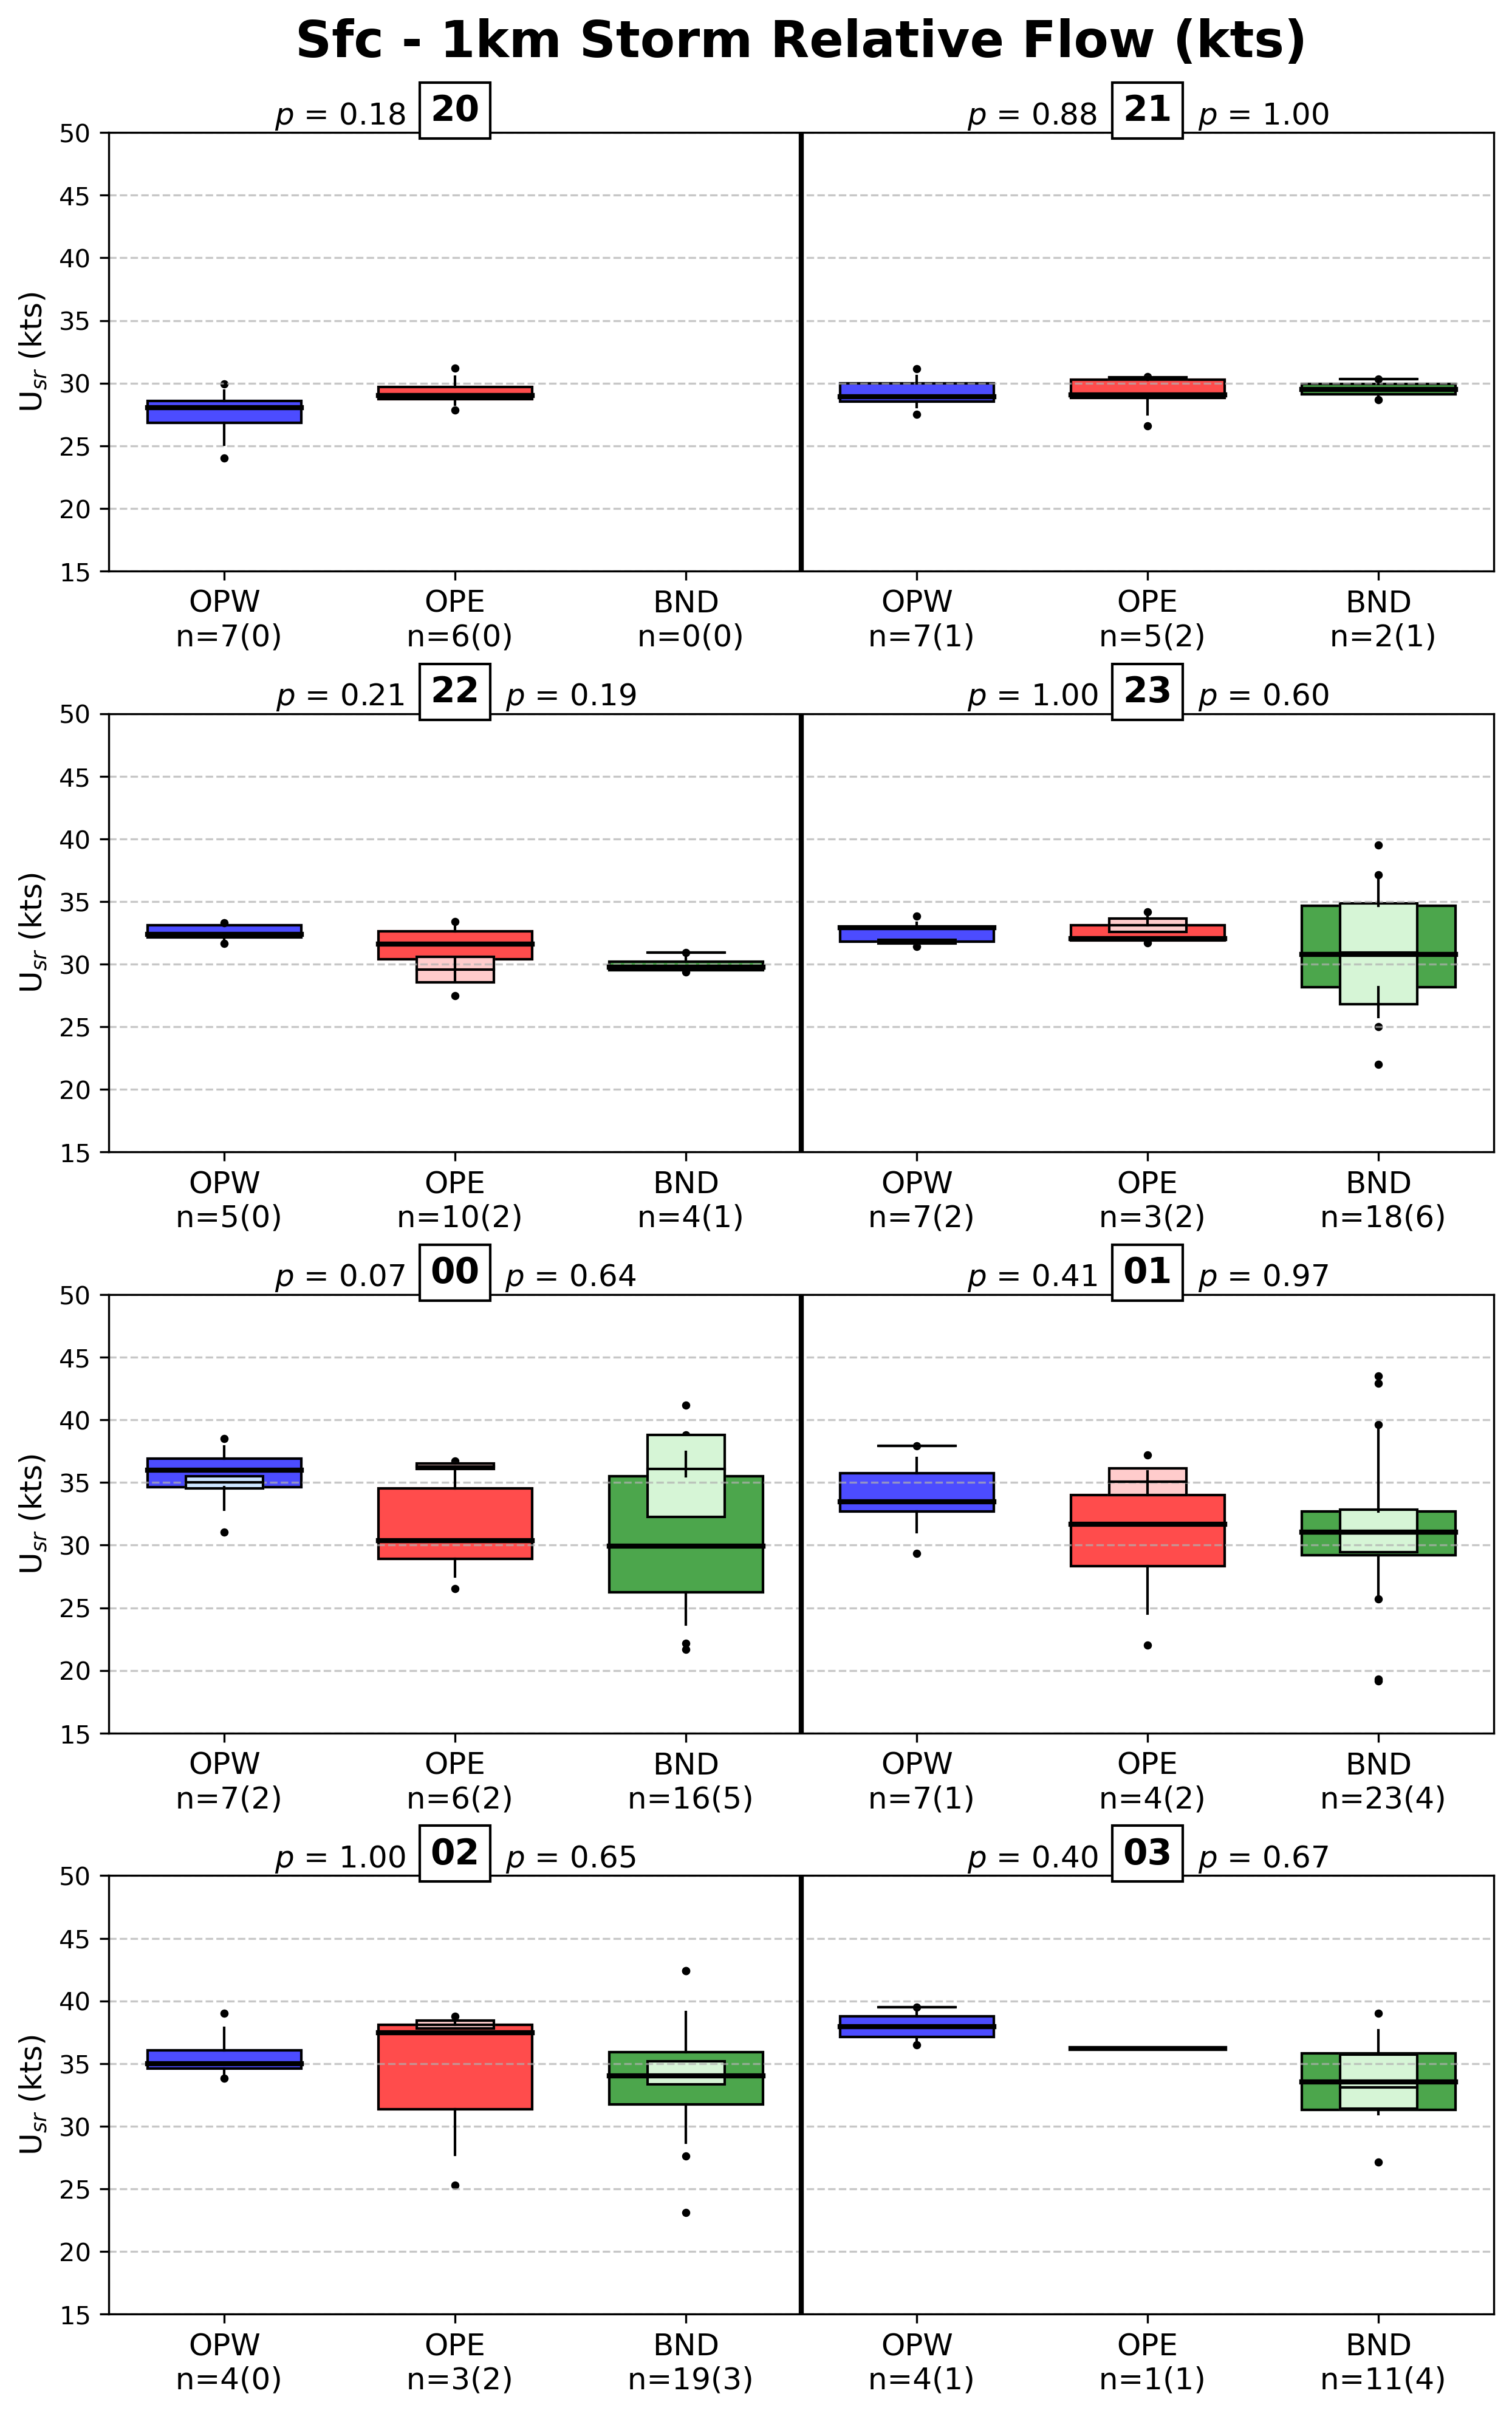 Sfc - 1km Storm Relative Flow (kts)
p = 0.18 20
p = 0.88 21 p = 1.00
50
45
40
35
30
25
20
15
U_sr (kts)
OPW OPE BND OPW OPE BND
n=7(0) n=6(0) n=0(0) n=7(1) n=5(2) n=2(1)
p = 0.21 22 p = 0.19
p = 1.00 23 p = 0.60
50
45
40
35
30
25
20
15
U_sr (kts)
OPW OPE BND OPW OPE BND
n=5(0) n=10(2) n=4(1) n=7(2) n=3(2) n=18(6)
p = 0.07 00 p = 0.64
p = 0.41 01 p = 0.97
50
45
40
35
30
25
20
15
U_sr (kts)
OPW OPE BND OPW OPE BND
n=7(2) n=6(2) n=16(5) n=7(1) n=4(2) n=23(4)
p = 1.00 02 p = 0.65
p = 0.40 03 p = 0.67
50
45
40
35
30
25
20
15
U_sr (kts)
OPW OPE BND OPW OPE BND
n=4(0) n=3(2) n=19(3) n=4(1) n=1(1) n=11(4)